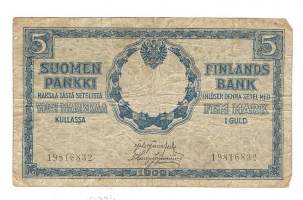 5 5
SUOMEN FINLANDS
PANKKI BANK
MAKSAA TÄSTÄ SETELISTÄ INLÖSER DENNA SEDEL MED
VIISI MARKKAA FEM MARK
KULLASSA I GULD
19816832 19816832
1909